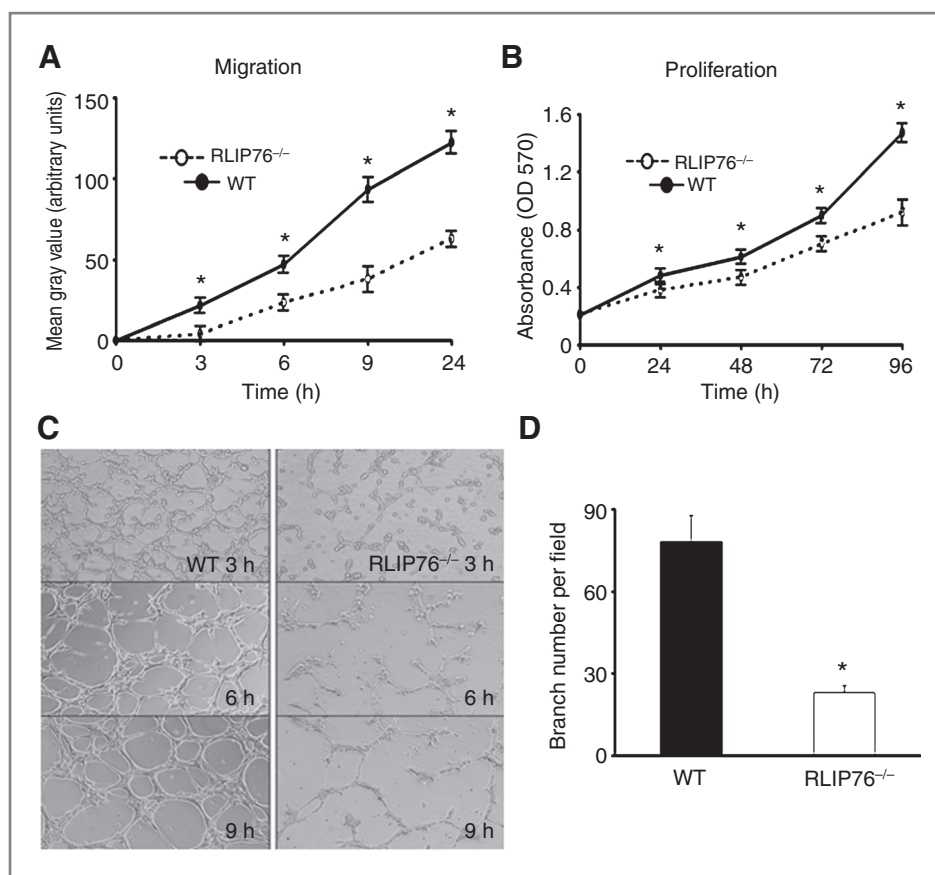 A
Migration
Mean gray value (arbitrary units)
150
100
50
0
RLIP76–/–
WT
*
*
*
*
0 3 6 9 24
Time (h)
B
Proliferation
Absorbance (OD 570)
1.6
1.2
0.8
0.4
0
RLIP76–/–
WT
*
*
*
*
0 24 48 72 96
Time (h)
C
WT 3 h
RLIP76–/– 3 h
6 h
6 h
9 h
9 h
D
Branch number per field
90
60
30
0
*
WT
RLIP76–/–